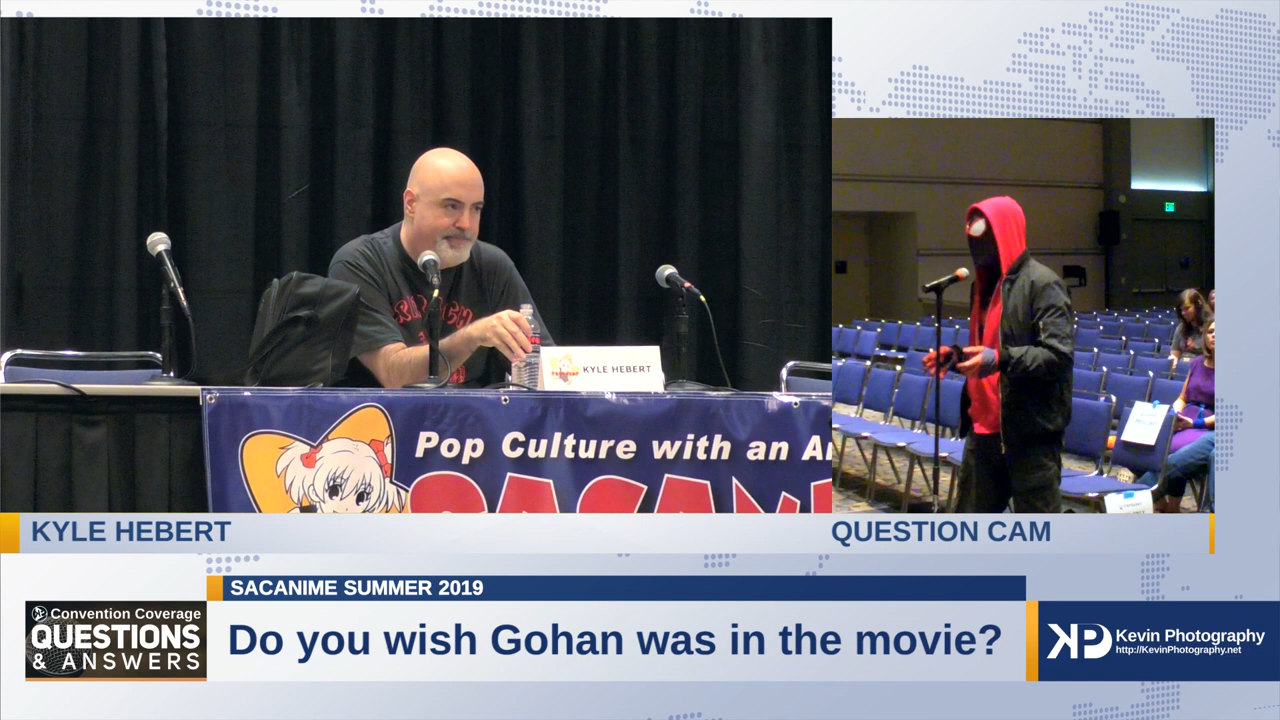 KYLE HEBERT
Pop Culture with an
KYLE HEBERT
QUESTION CAM
SACANIME SUMMER 2019
Convention Coverage
QUESTIONS
& ANSWERS
Do you wish Gohan was in the movie?
KP Kevin Photography
http://KevinPhotography.net
EXIT